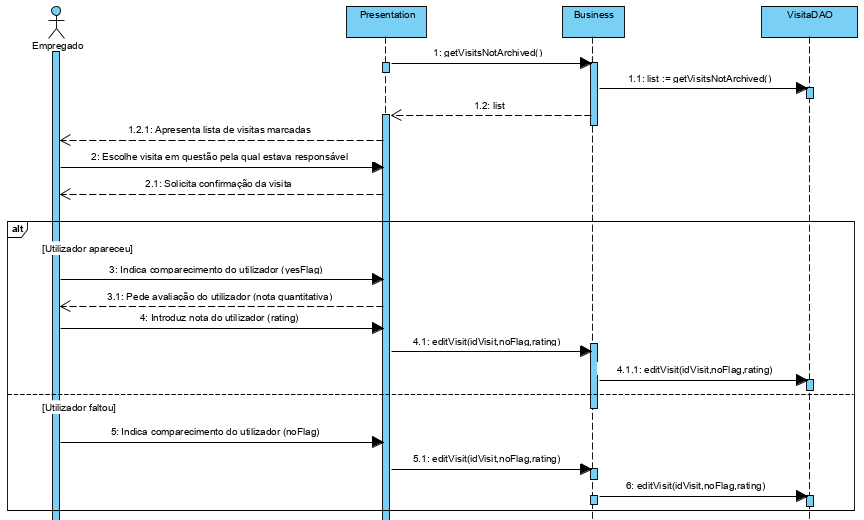 Presentation
Business
VisitaDAO
Empregado
1: getVisitsNotArchived()
1.1: list := getVisitsNotArchived()
1.2: list
1.2.1: Apresenta lista de visitas marcadas
2: Escolhe visita em questão pela qual estava responsável
2.1: Solicita confirmação da visita
alt
[Utilizador apareceu]
3: Indica comparecimento do utilizador (yesFlag)
3.1: Pede avaliação do utilizador (nota quantitativa)
4: Introduz nota do utilizador (rating)
4.1: editVisit(idVisit,noFlag,rating)
4.1.1: editVisit(idVisit,noFlag,rating)
[Utilizador faltou]
5: Indica comparecimento do utilizador (noFlag)
5.1: editVisit(idVisit,noFlag,rating)
6: editVisit(idVisit,noFlag,rating)